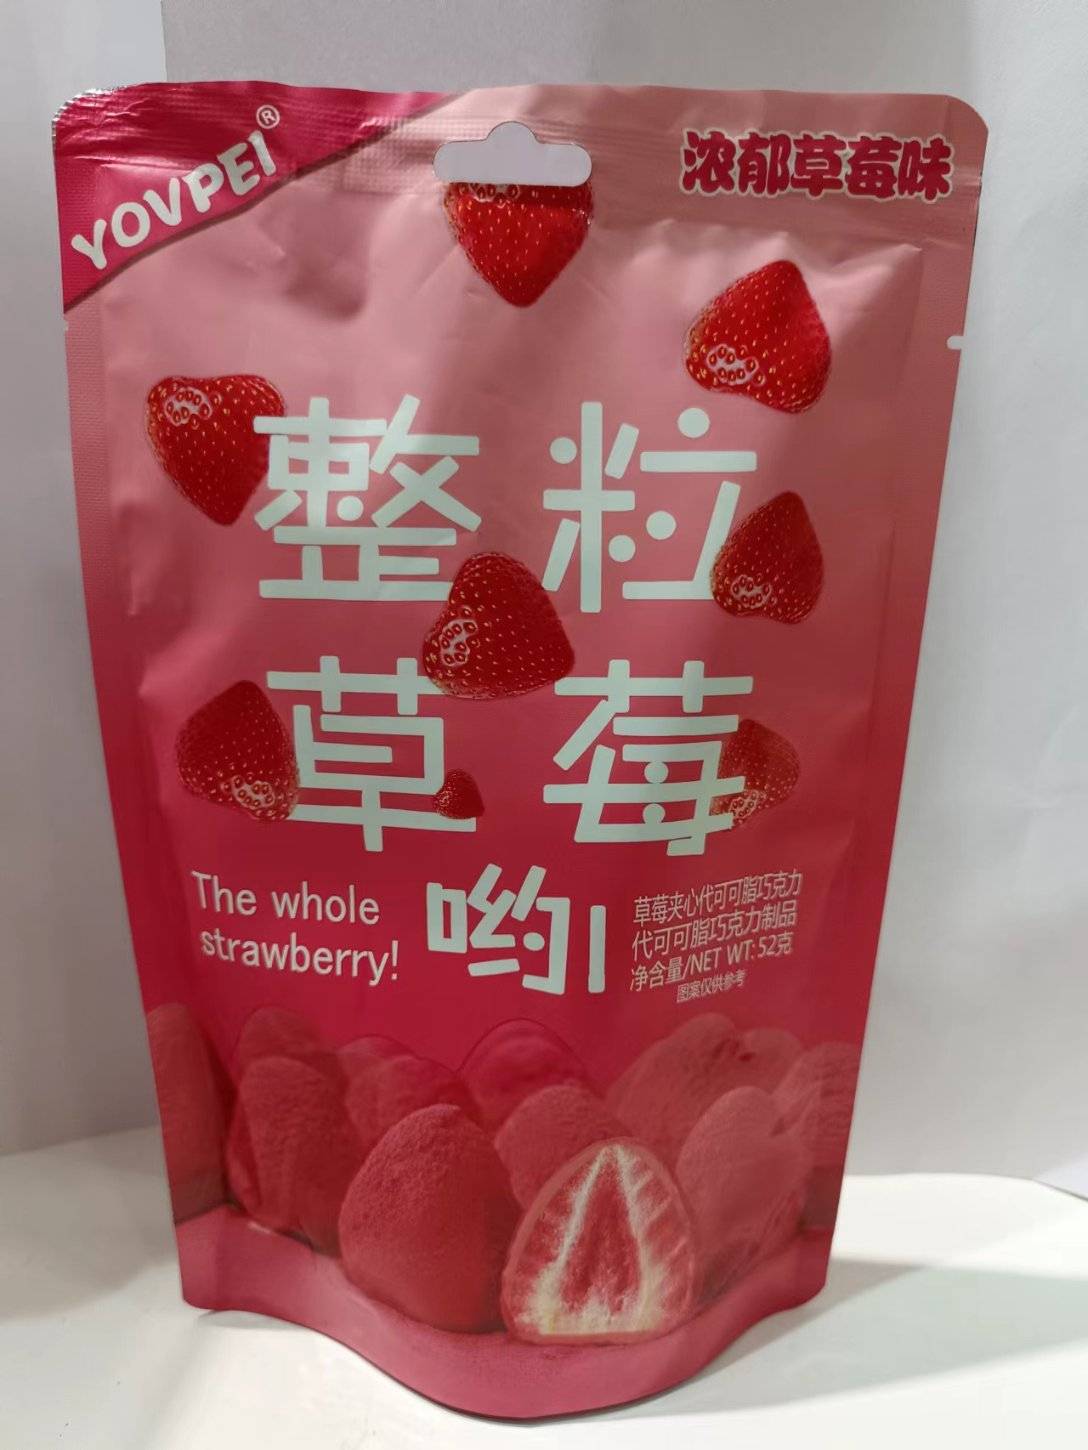 YOVPEI®
浓郁草莓味
整粒
草莓
哟!
The whole
strawberry!
草莓夹心代可可脂巧克力
代可可脂巧克力制品
净含量/NET WT: 52克
图案仅供参考